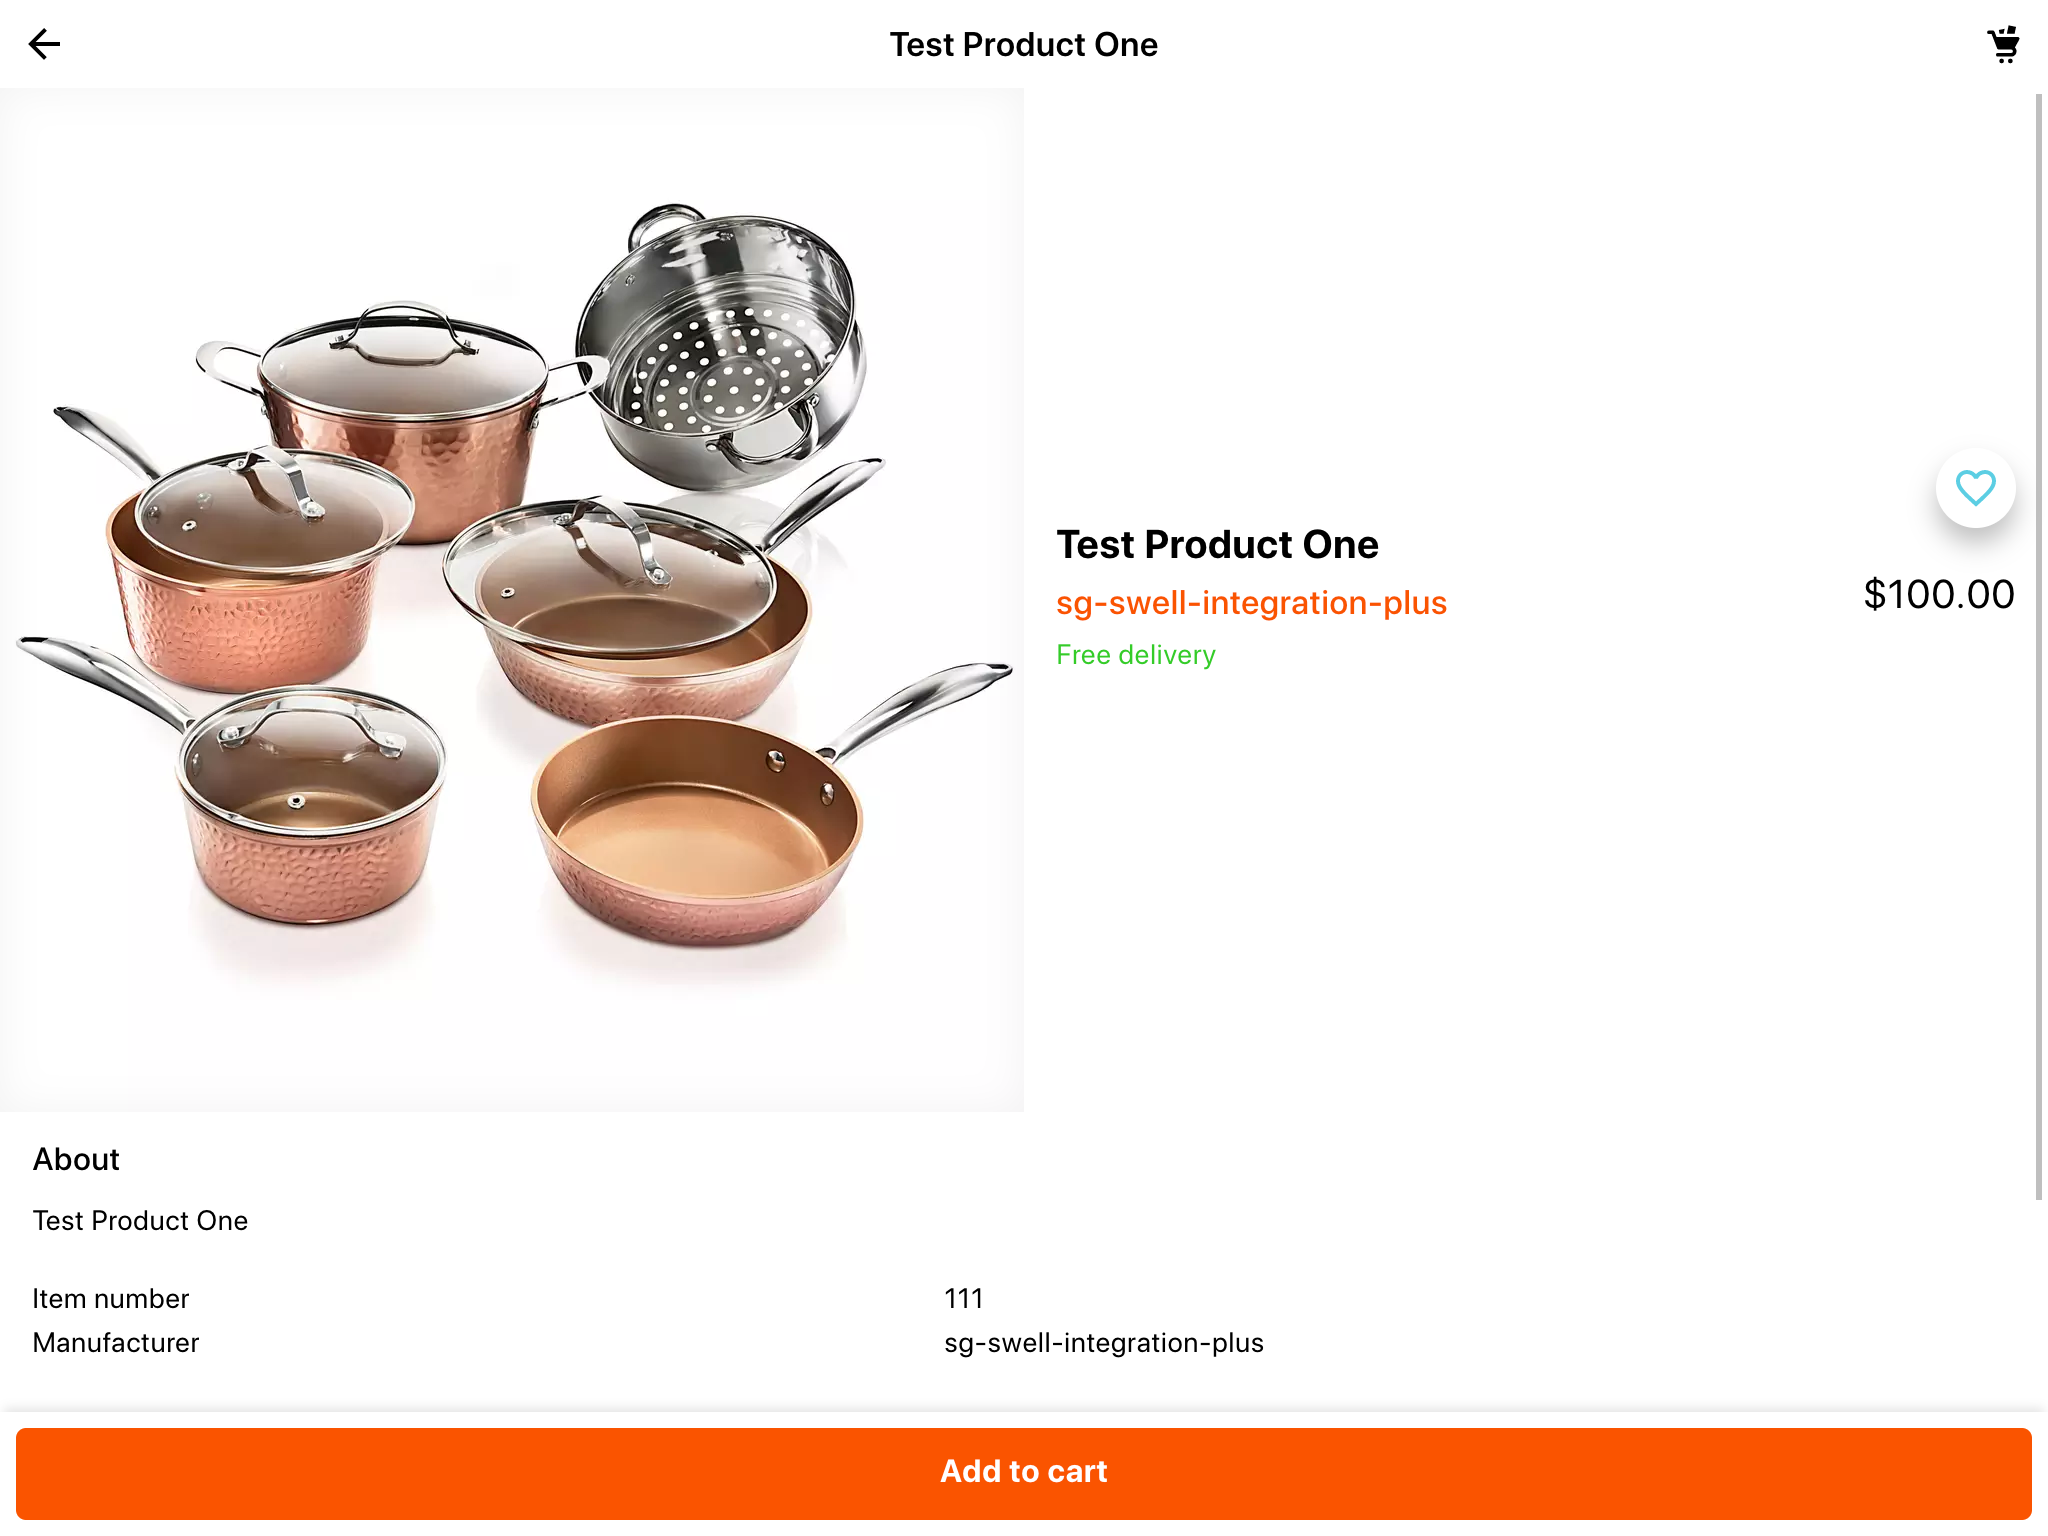 Test Product One
Test Product One
sg-swell-integration-plus
$100.00
Free delivery
About
Test Product One
Item number 111
Manufacturer sg-swell-integration-plus
Add to cart